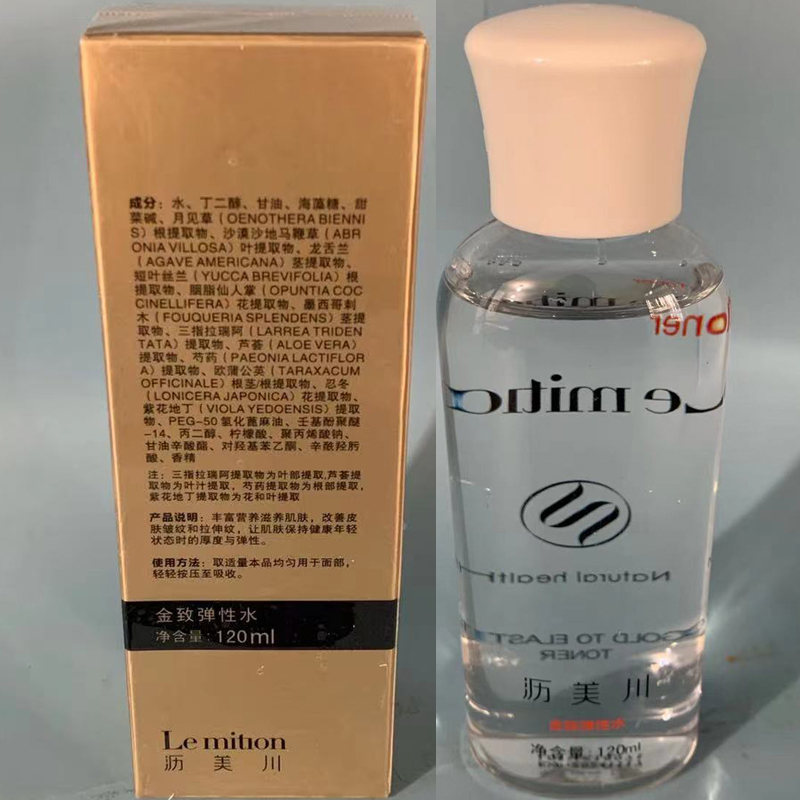 成分：水、丁二醇、甘油、海藻糖、甜
菜碱、月见草（OENOTHERA BIENNI
S）根提取物、沙漠沙地马鞭草（ABR
ONIA VILLOSA）叶提取物、龙舌兰
（AGAVE AMERICANA）茎提取物、
短叶丝兰（YUCCA BREVIFOLIA）根
提取物、胭脂仙人掌（OPUNTIA COC
CINELLIFERA）花提取物、墨西哥刺
木（FOUQUERIA SPLENDENS）茎提
取物、三指拉瑞阿（LARREA TRIDEN
TATA）提取物、芦荟（ALOE VERA）
提取物、芍药（PAEONIA LACTIFLOR
A）提取物、欧蒲公英（TARAXACUM
OFFICINALE）根茎/根提取物、忍冬
（LONICERA JAPONICA）花提取物、
紫花地丁（VIOLA YEDOENSIS）提取
物、PEG-50 氢化蓖麻油、壬基酚聚醚
-14、丙二醇、柠檬酸、聚丙烯酸钠、
甘油辛酸酯、对羟基苯乙酮、辛酰羟肟
酸、香精
注：三指拉瑞阿提取物为叶部提取,芦荟提
取物为叶汁提取，芍药提取物为根部提取,
紫花地丁提取物为花和叶提取
产品说明：丰富营养滋养肌肤，改善皮
肤皱纹和拉伸纹，让肌肤保持健康年轻
状态时的厚度与弹性。
使用方法：取适量本品均匀用于面部，
轻轻按压至吸收。
金致弹性水
净含量：120ml
Le mition
沥美川
Toner
Le mition
Natural health
GOLD TO ELAST
TONER
沥美川
金致弹性水
净含量：120ml